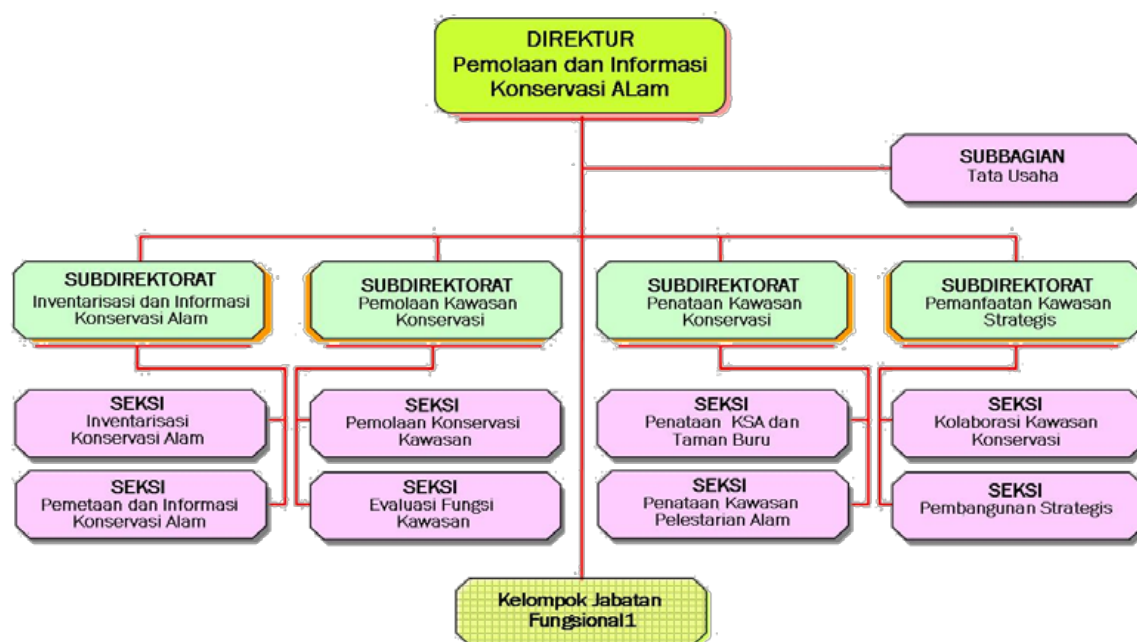 DIREKTUR
Pemolaan dan Informasi
Konservasi ALam
SUBBAGIAN
Tata Usaha
SUBDIREKTORAT
Inventarisasi dan Informasi
Konservasi Alam
SUBDIREKTORAT
Pemolaan Kawasan
Konservasi
SUBDIREKTORAT
Penataan Kawasan
Konservasi
SUBDIREKTORAT
Pemanfaatan Kawasan
Strategis
SEKSI
Inventarisasi
Konservasi Alam
SEKSI
Pemolaan Konservasi
Kawasan
SEKSI
Penataan KSA dan
Taman Buru
SEKSI
Kolaborasi Kawasan
Konservasi
SEKSI
Pemetaan dan Informasi
Konservasi Alam
SEKSI
Evaluasi Fungsi
Kawasan
SEKSI
Penataan Kawasan
Pelestarian Alam
SEKSI
Pembangunan Strategis
Kelompok Jabatan
Fungsional1